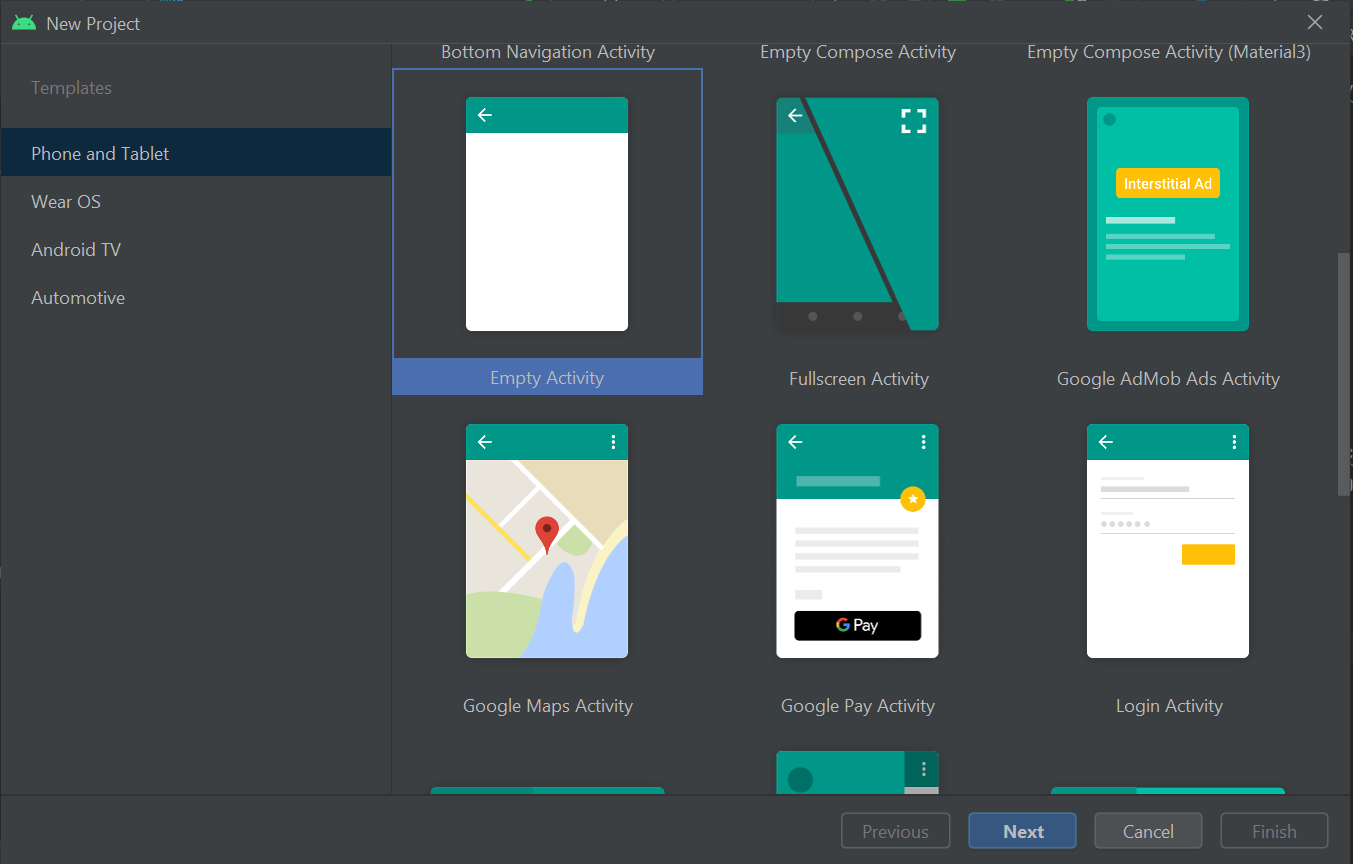 New Project
Templates
Phone and Tablet
Wear OS
Android TV
Automotive
Bottom Navigation Activity
Empty Compose Activity
Empty Compose Activity (Material3)
Interstitial Ad
Empty Activity
Fullscreen Activity
Google AdMob Ads Activity
G Pay
Google Maps Activity
Google Pay Activity
Login Activity
Previous
Next
Cancel
Finish